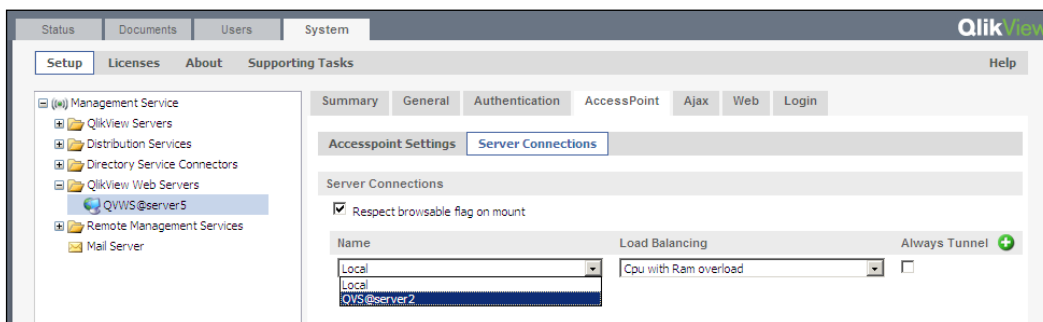 Status Documents Users System QlikView
Setup Licenses About Supporting Tasks Help
Management Service
QlikView Servers
Distribution Services
Directory Service Connectors
QlikView Web Servers
QVWS@server5
Remote Management Services
Mail Server
Summary General Authentication AccessPoint Ajax Web Login
Accesspoint Settings Server Connections
Server Connections
Respect browsable flag on mount
Name Load Balancing Always Tunnel
Local Cpu with Ram overload
Local
QVS@server2